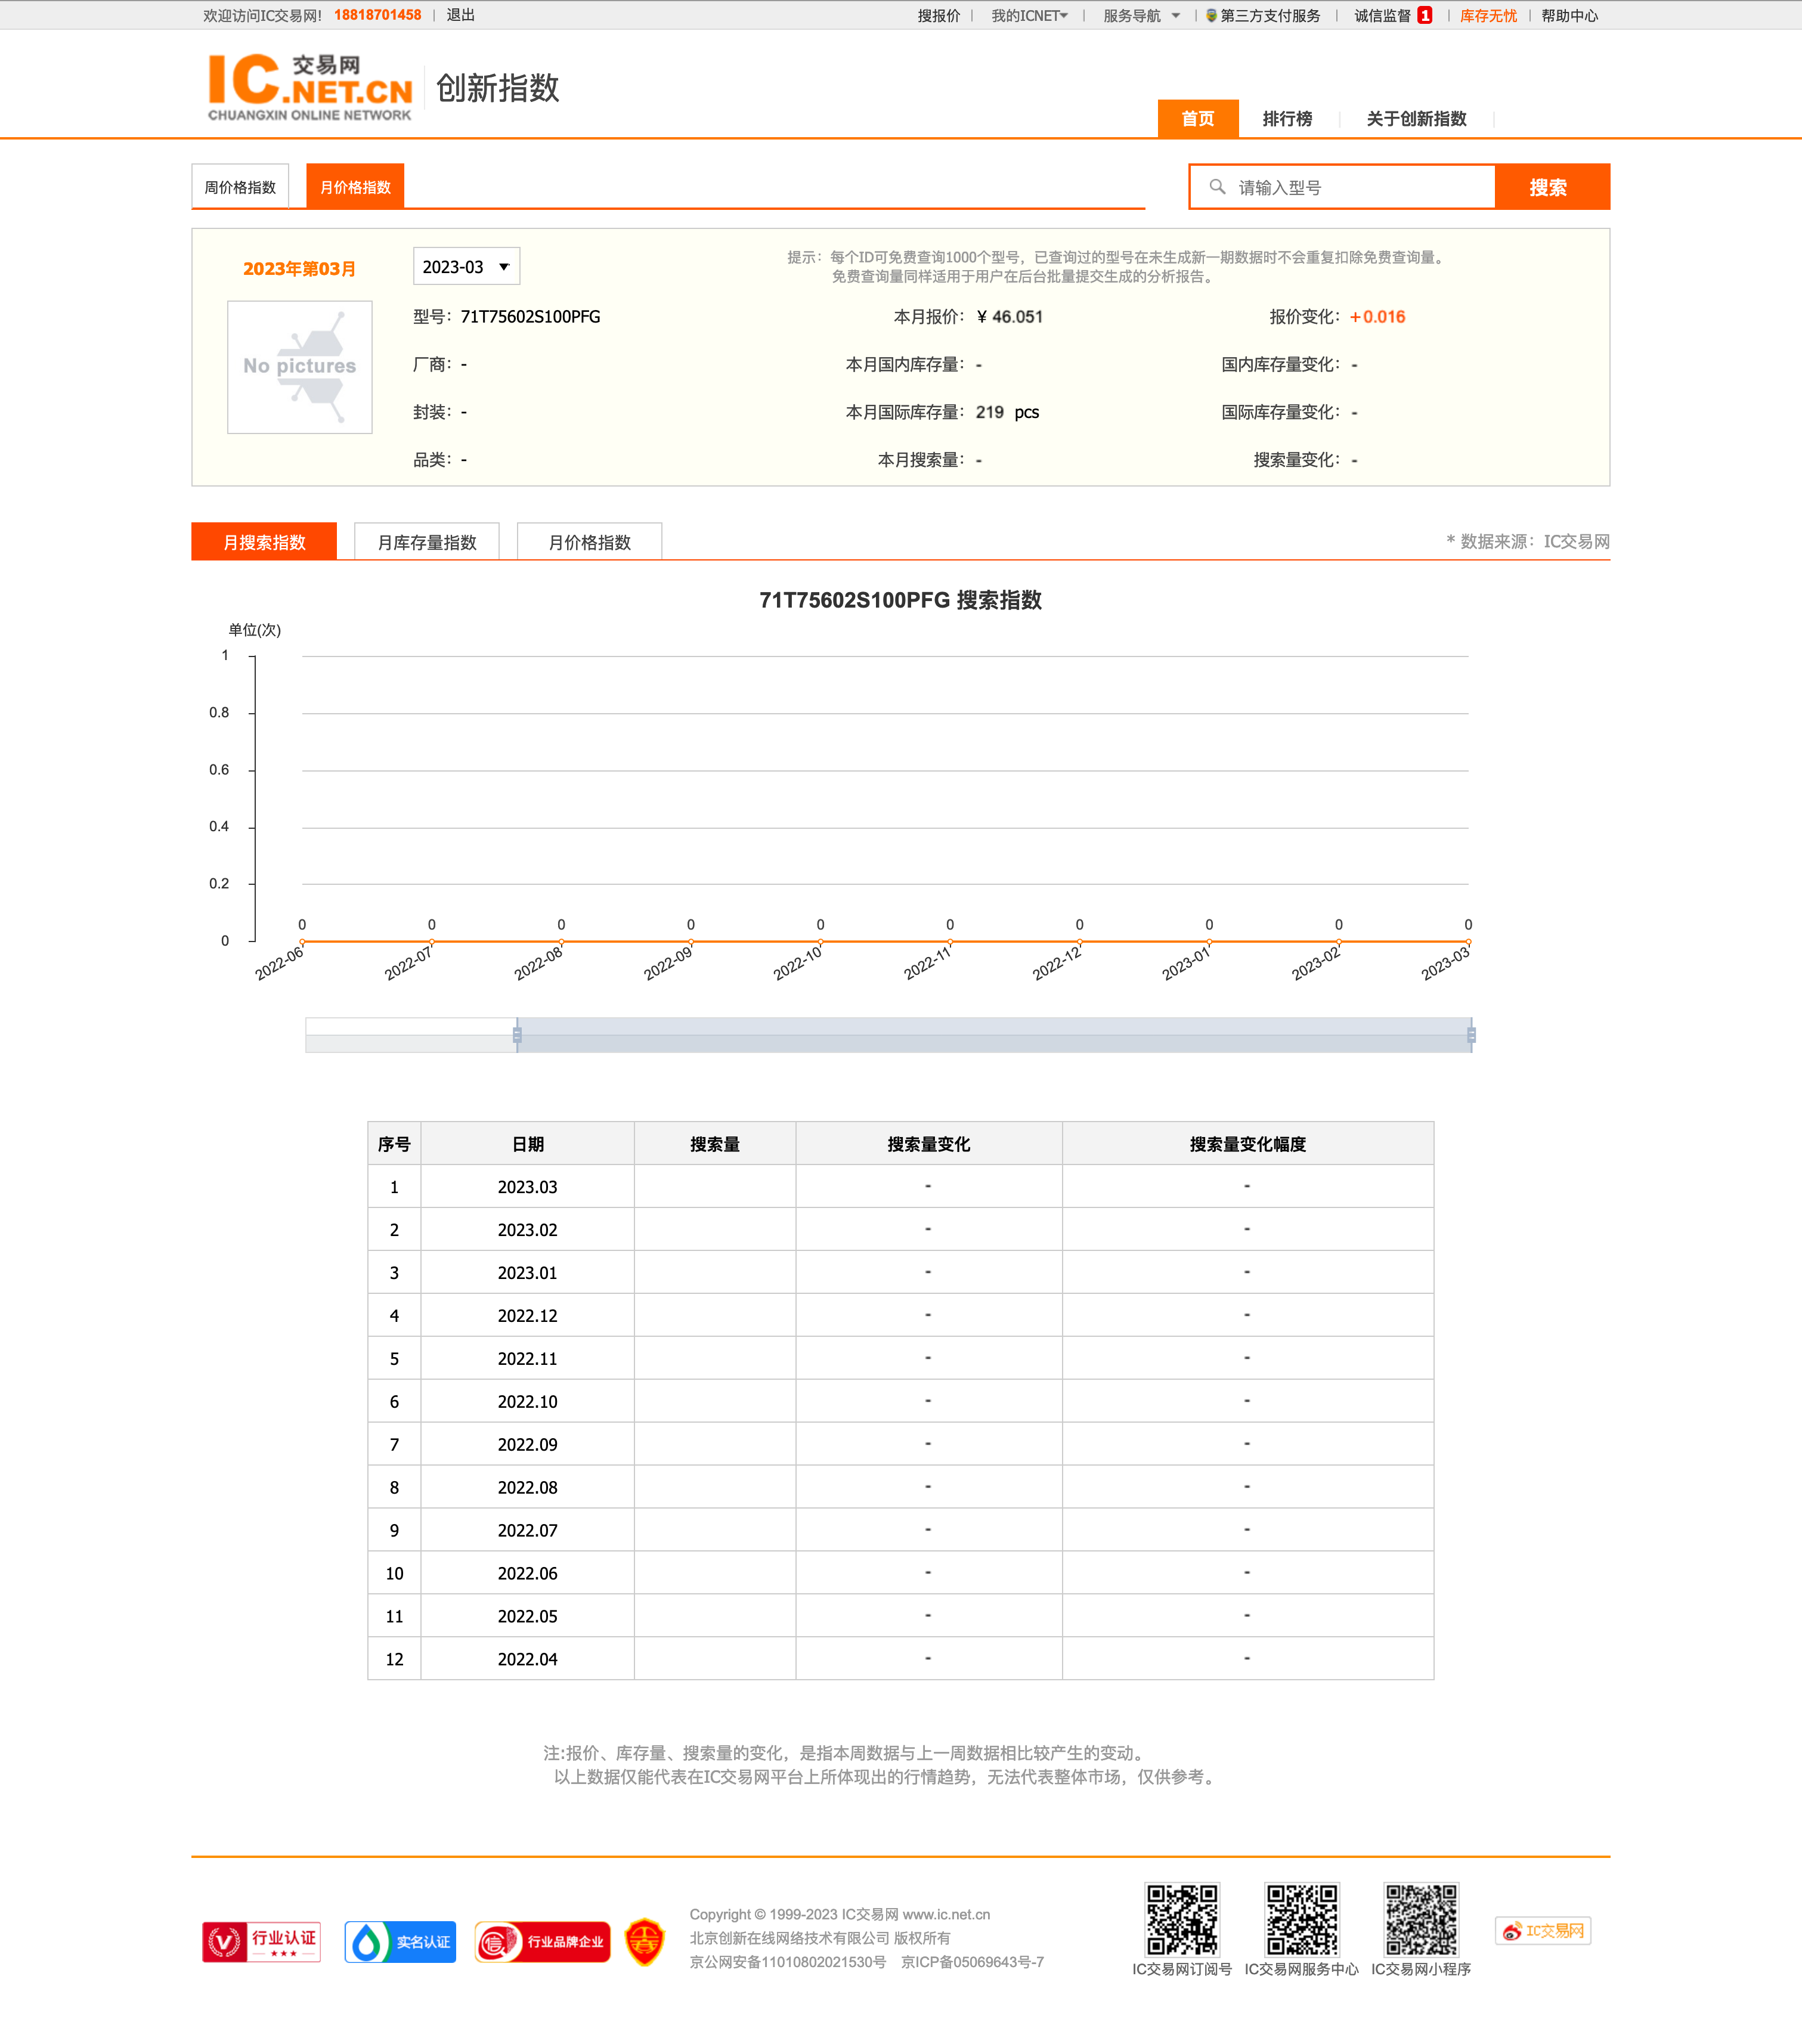 欢迎访问IC交易网! 18818701458 | 退出 搜报价 | 我的ICNET | 服务导航 | 第三方支付服务 | 诚信监督 1 | 库存无忧 | 帮助中心
IC 交易网 .NET.CN
CHUANGXIN ONLINE NETWORK
创新指数
首页 排行榜 关于创新指数
周价格指数 月价格指数 请输入型号 搜索
2023年第03月 2023-03 ▼
提示：每个ID可免费查询1000个型号，已查询过的型号在未生成新一期数据时不会重复扣除免费查询量。
免费查询量同样适用于用户在后台批量提交生成的分析报告。
No pictures
型号：71T75602S100PFG 本月报价：¥ 46.051 报价变化：+0.016
厂商：- 本月国内库存量：- 国内库存量变化：-
封装：- 本月国际库存量：219 pcs 国际库存量变化：-
品类：- 本月搜索量：- 搜索量变化：-
月搜索指数 月库存量指数 月价格指数 * 数据来源：IC交易网
71T75602S100PFG 搜索指数
单位(次)
1
0.8
0.6
0.4
0.2
0
0 0 0 0 0 0 0 0 0 0
2022-06 2022-07 2022-08 2022-09 2022-10 2022-11 2022-12 2023-01 2023-02 2023-03
序号 日期 搜索量 搜索量变化 搜索量变化幅度
1 2023.03 - -
2 2023.02 - -
3 2023.01 - -
4 2022.12 - -
5 2022.11 - -
6 2022.10 - -
7 2022.09 - -
8 2022.08 - -
9 2022.07 - -
10 2022.06 - -
11 2022.05 - -
12 2022.04 - -
注:报价、库存量、搜索量的变化，是指本周数据与上一周数据相比较产生的变动。
以上数据仅能代表在IC交易网平台上所体现出的行情趋势，无法代表整体市场，仅供参考。
V 行业认证
实名认证
信 行业品牌企业
Copyright © 1999-2023 IC交易网 www.ic.net.cn
北京创新在线网络技术有限公司 版权所有
京公网安备11010802021530号 京ICP备05069643号-7
IC交易网订阅号 IC交易网服务中心 IC交易网小程序
IC交易网